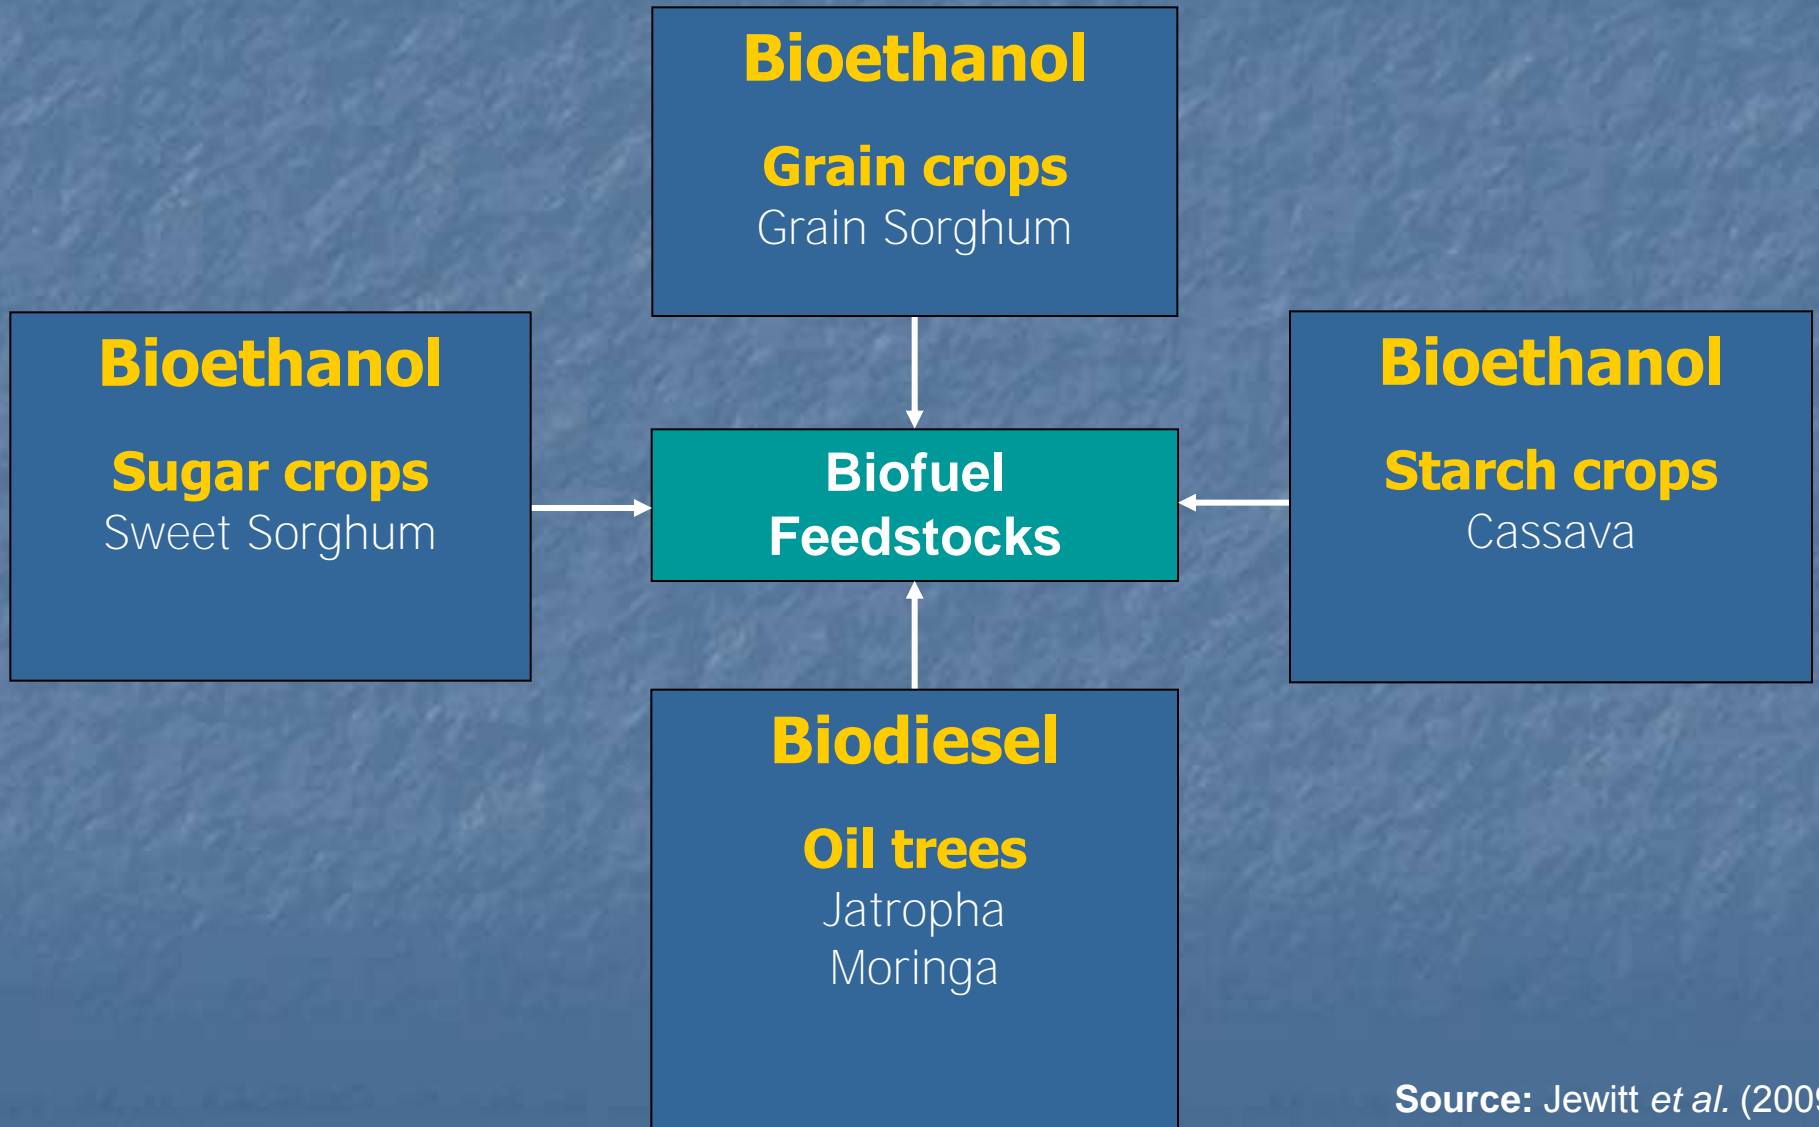 Bioethanol
Grain crops
Grain Sorghum
Bioethanol
Sugar crops
Sweet Sorghum
Biofuel
Feedstocks
Bioethanol
Starch crops
Cassava
Biodiesel
Oil trees
Jatropha
Moringa
Source: Jewitt et al. (2009